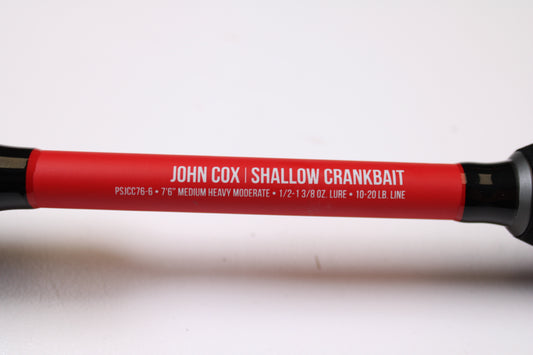 JOHN COX | SHALLOW CRANKBAIT
PSJCC76-6 • 7'6" MEDIUM HEAVY MODERATE • 1/2-1 3/8 OZ. LURE • 10-20 LB. LINE